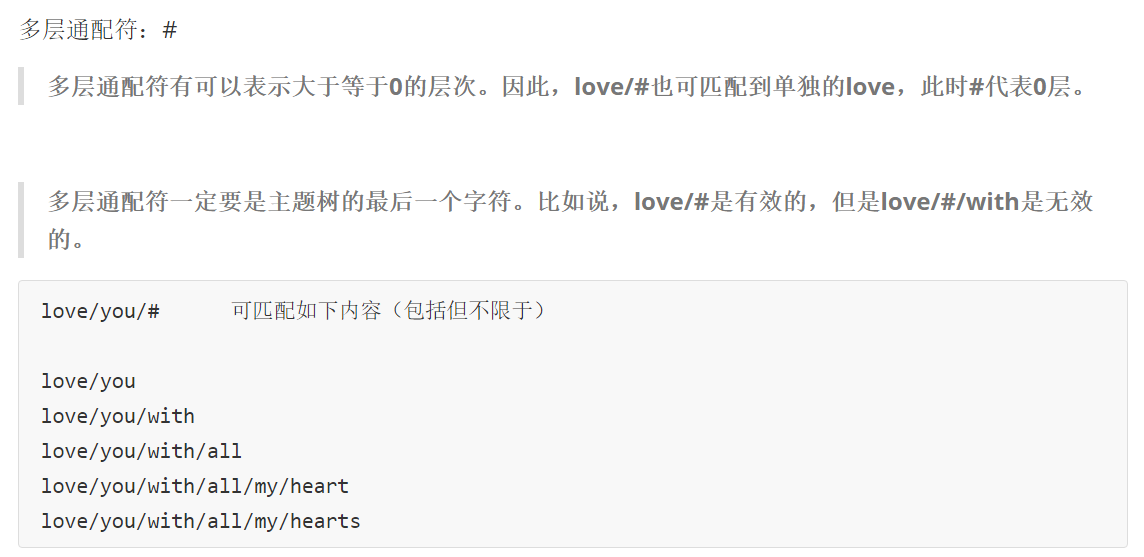 多层通配符：#
多层通配符有可以表示大于等于0的层次。因此，love/#也可匹配到单独的love，此时#代表0层。
多层通配符一定要是主题树的最后一个字符。比如说，love/#是有效的，但是love/#/with是无效
的。
love/you/#      可匹配如下内容（包括但不限于）
love/you
love/you/with
love/you/with/all
love/you/with/all/my/heart
love/you/with/all/my/hearts